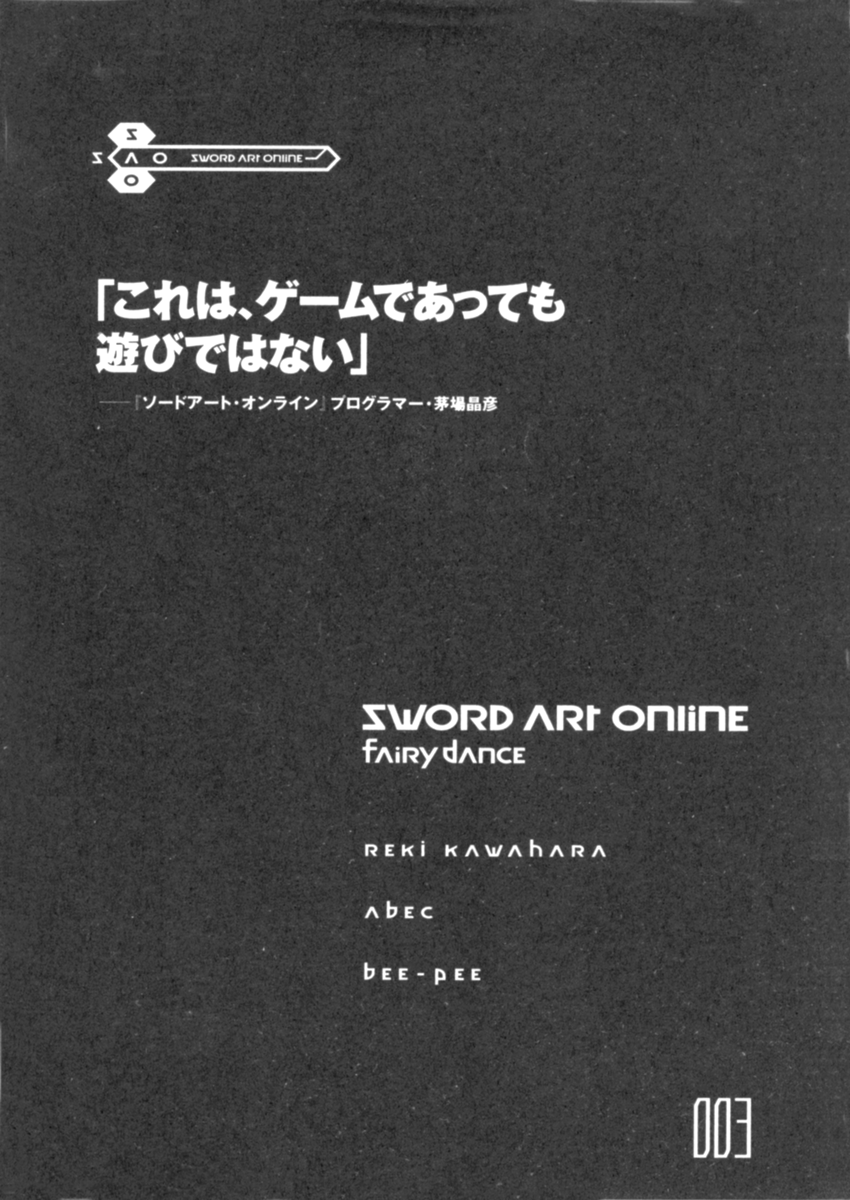 S
S A O SWORD ART ONLINE
O
「これは、ゲームであっても
遊びではない」
──『ソードアート・オンライン』プログラマー・茅場晶彦
SWORD ART ONLINE
fAiRy dANCE
REKi KAWAhARA
AbEC
bEE-pEE
003